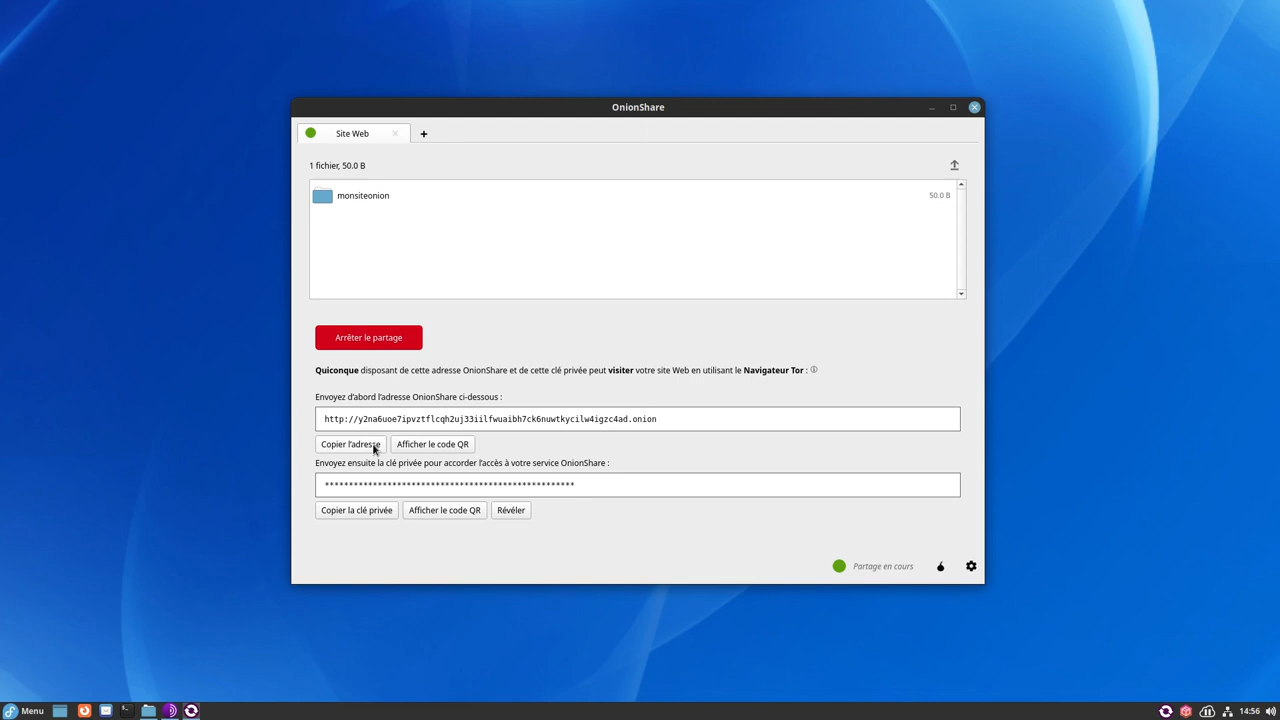 OnionShare
Site Web
1 fichier, 50.0 B
monsiteonion 50.0 B
Arrêter le partage
Quiconque disposant de cette adresse OnionShare et de cette clé privée peut visiter votre site Web en utilisant le Navigateur Tor :
Envoyez d'abord l'adresse OnionShare ci-dessous :
http://y2na6uoe7ipvztflcqh2uj33iilfwuaibh7ck6nuwtkycilw4igzc4ad.onion
Copier l'adresse Afficher le code QR
Envoyez ensuite la clé privée pour accorder l'accès à votre service OnionShare :
****************************************************
Copier la clé privée Afficher le code QR Révéler
Partage en cours
Menu 14:56